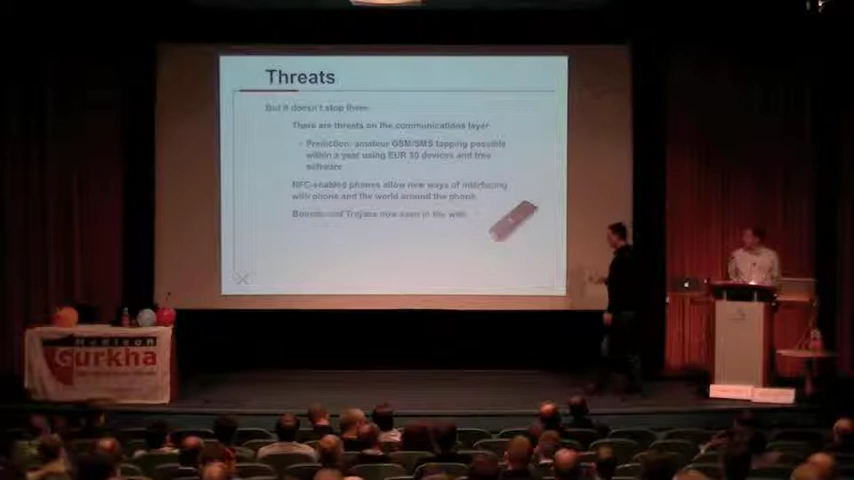 Threats
But it doesn't stop there:
There are threats on the communications layer
- Prediction: amateur GSM/SMS tapping possible
within a year using EUR 30 devices and free
software
NFC-enabled phones allow new ways of interfacing
with phone and the world around the phone
and Trojans now seen in the wild
Madison
Gurkha